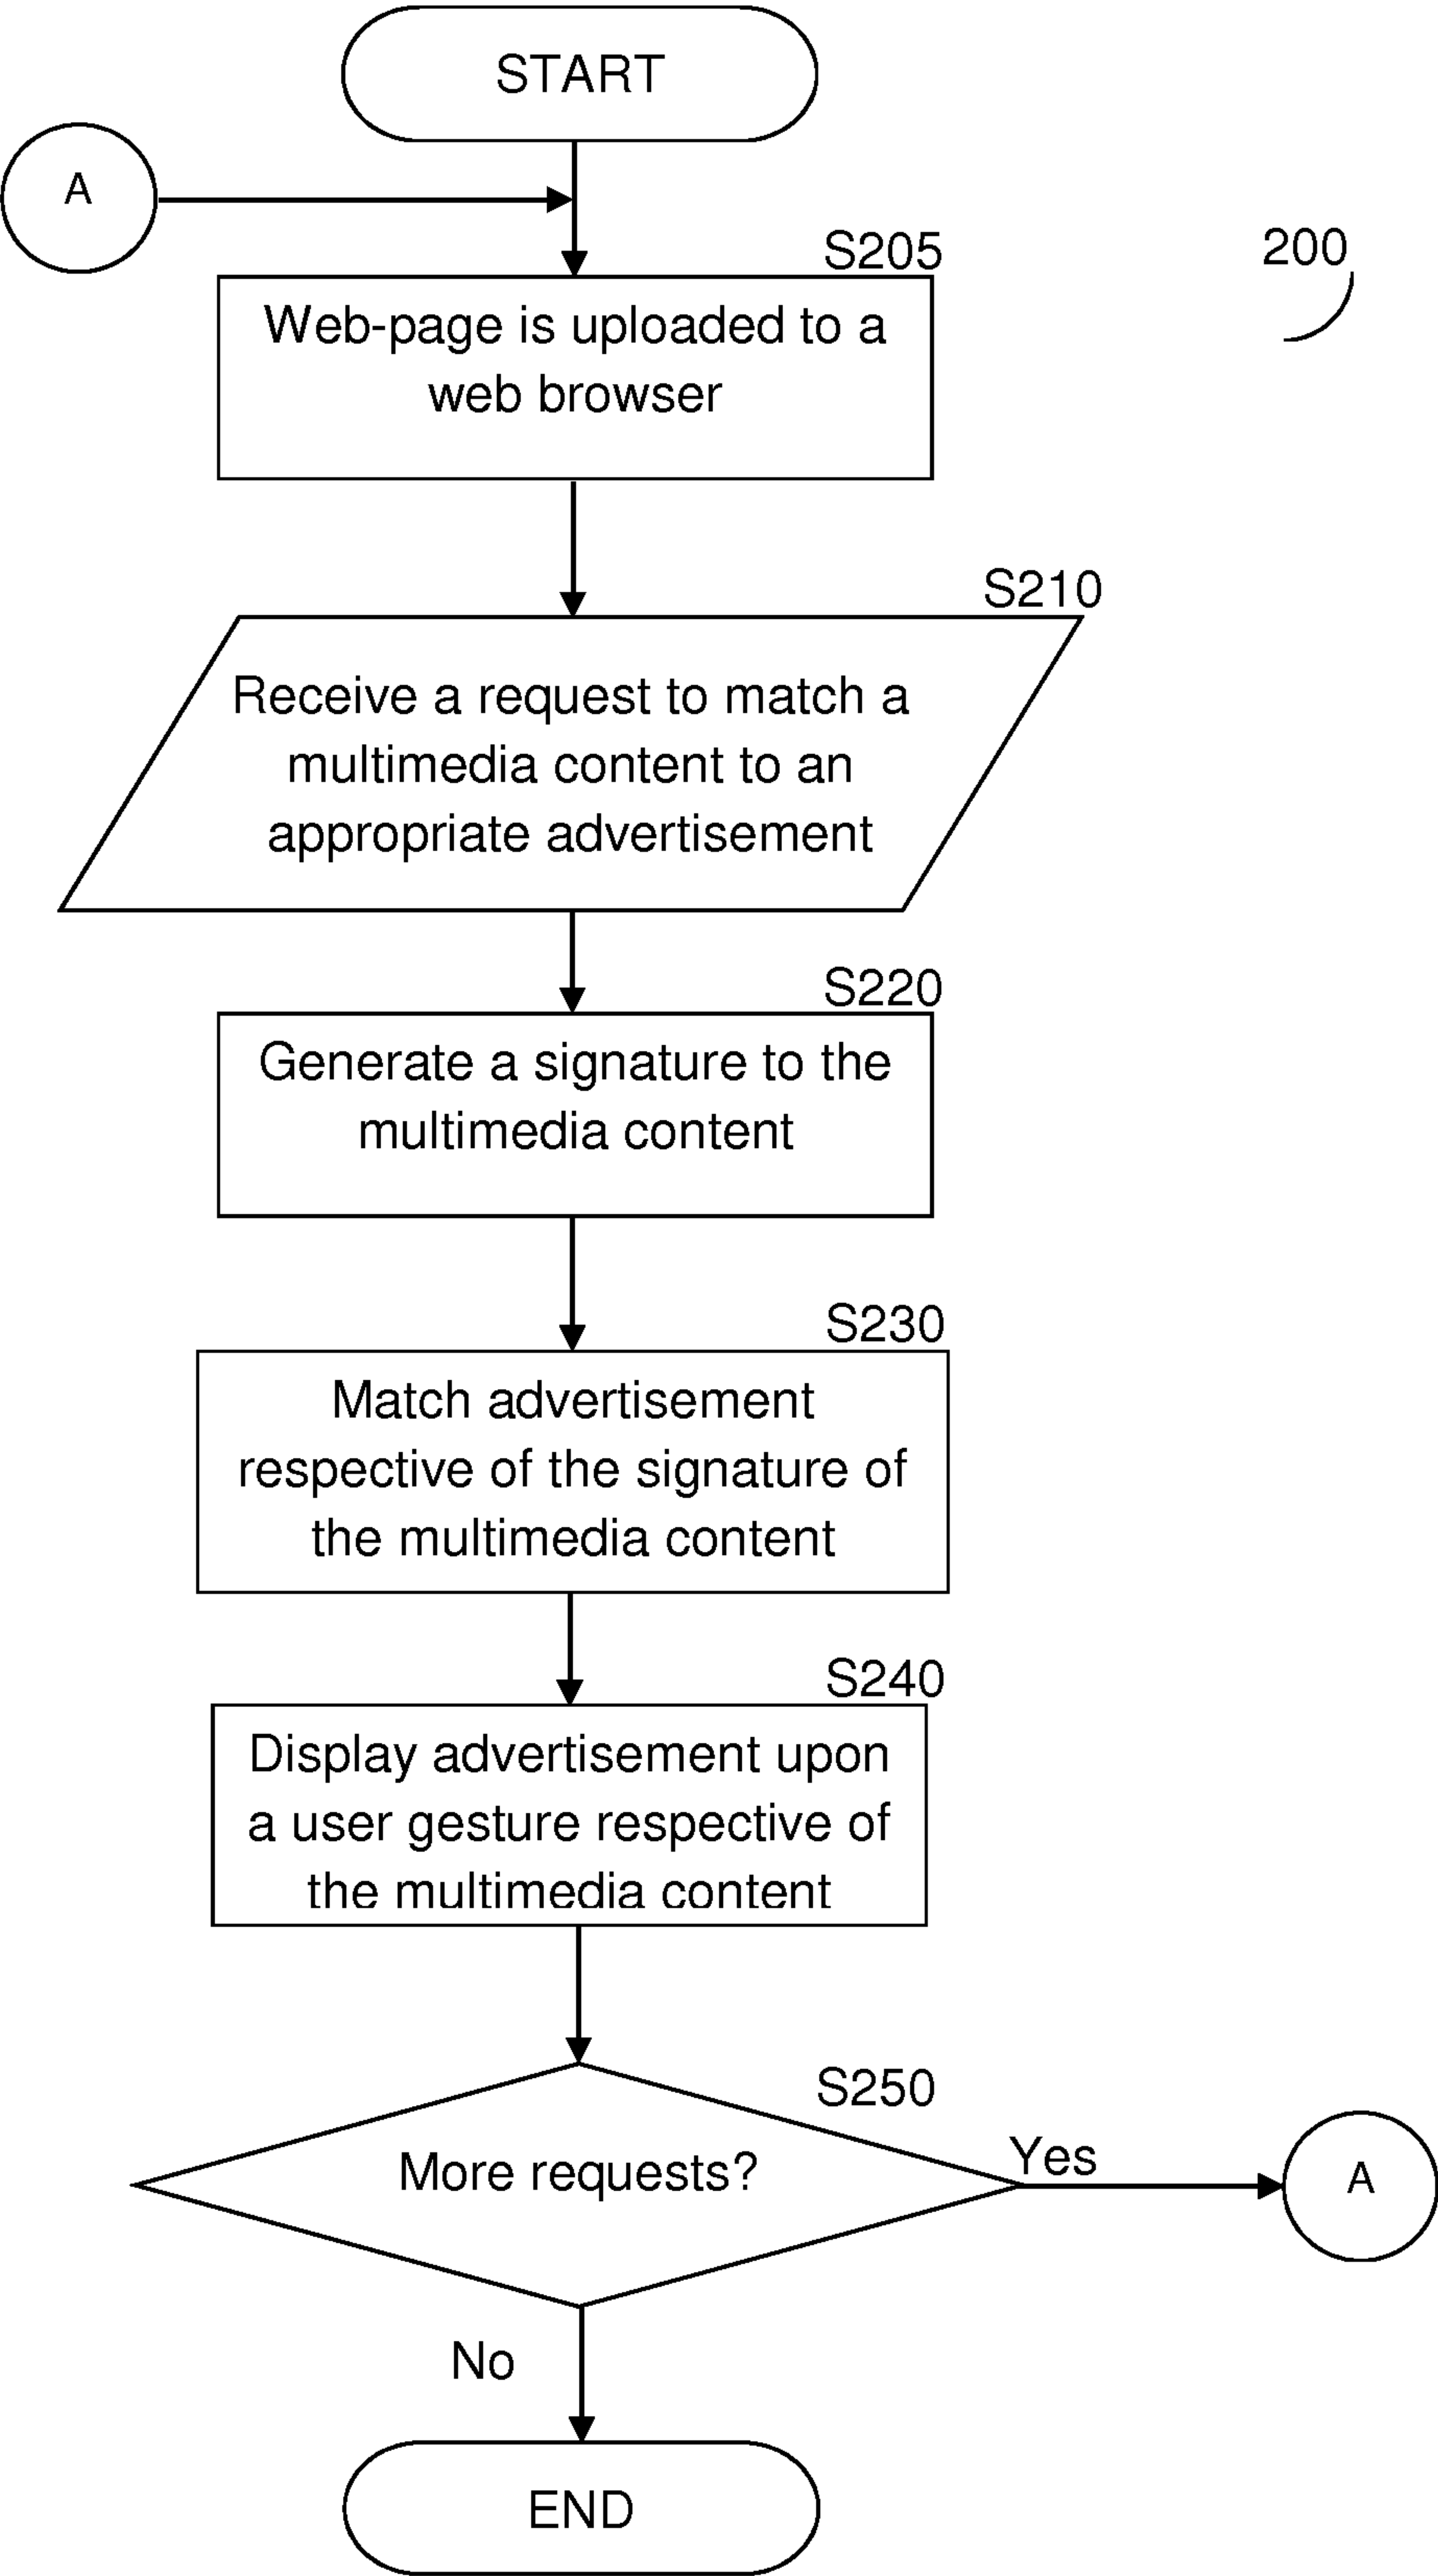 START
A
S205
200
Web-page is uploaded to a
web browser
S210
Receive a request to match a
multimedia content to an
appropriate advertisement
S220
Generate a signature to the
multimedia content
S230
Match advertisement
respective of the signature of
the multimedia content
S240
Display advertisement upon
a user gesture respective of
the multimedia content
S250
More requests?
Yes
A
No
END